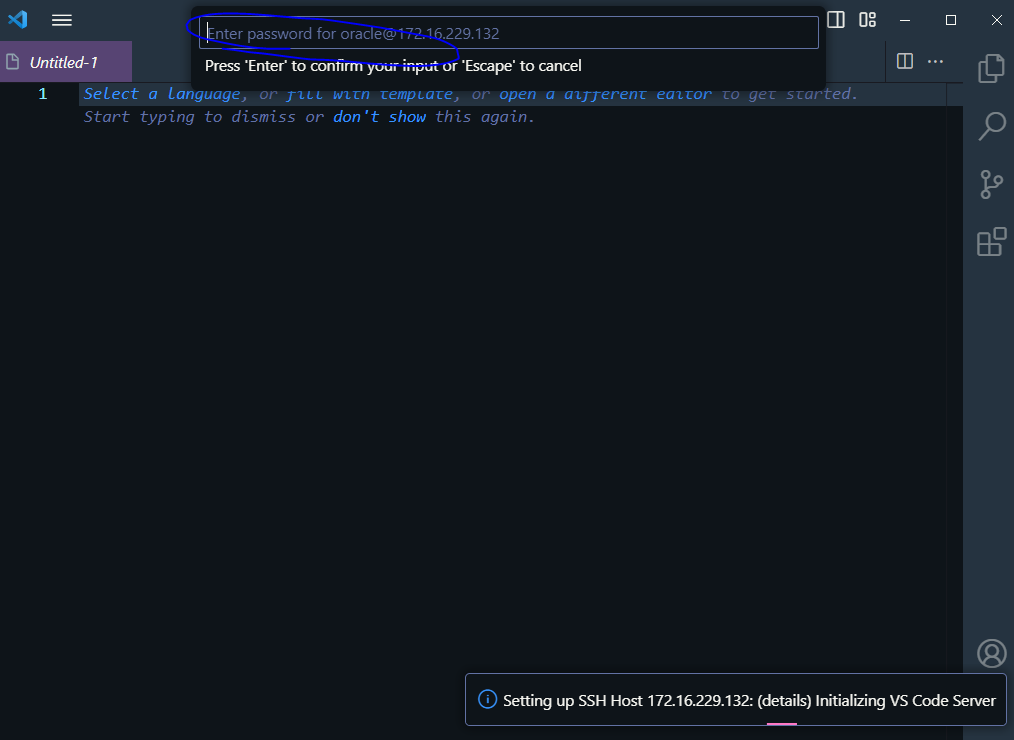 Enter password for oracle@172.16.229.132
Press 'Enter' to confirm your input or 'Escape' to cancel
Untitled-1
1
Select a language, or fill with template, or open a different editor to get started.
Start typing to dismiss or don't show this again.
Setting up SSH Host 172.16.229.132: (details) Initializing VS Code Server